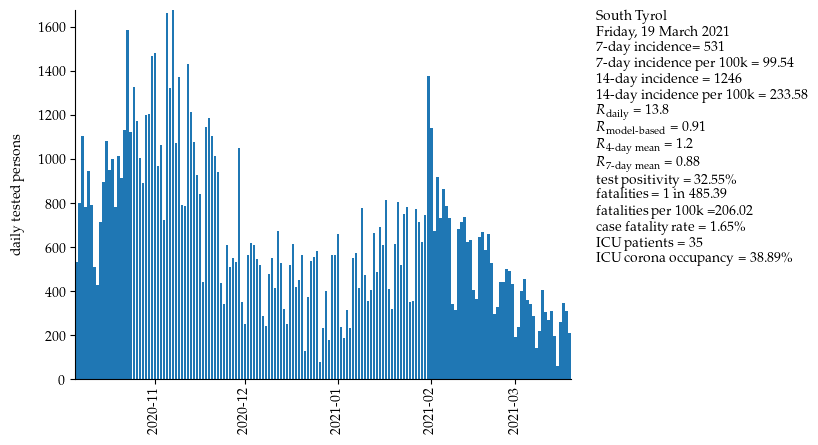 South Tyrol
Friday, 19 March 2021
7-day incidence= 531
7-day incidence per 100k = 99.54
14-day incidence = 1246
14-day incidence per 100k = 233.58
R daily = 13.8
R model-based = 0.91
R 4-day mean = 1.2
R 7-day mean = 0.88
test positivity = 32.55%
fatalities = 1 in 485.39
fatalities per 100k =206.02
case fatality rate = 1.65%
ICU patients = 35
ICU corona occupancy = 38.89%
daily tested persons
1600
1400
1200
1000
800
600
400
200
0
2020-11
2020-12
2021-01
2021-02
2021-03